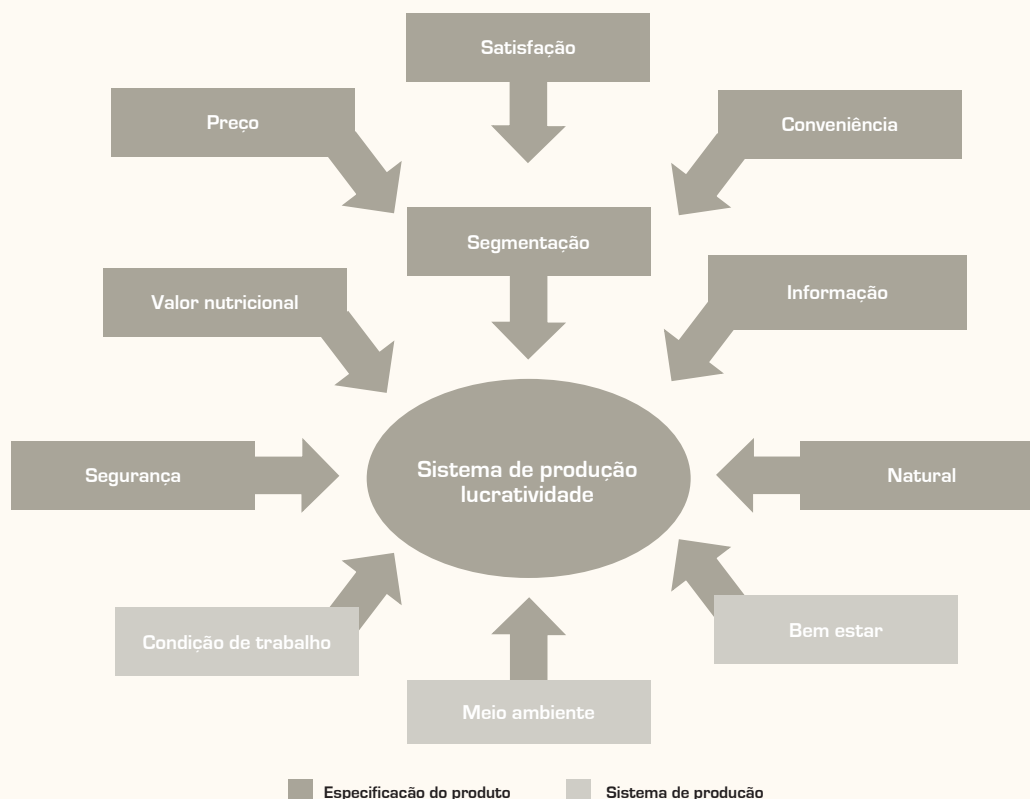 Satisfação
Preço
Conveniência
Segmentação
Valor nutricional
Informação
Segurança
Sistema de produção
lucratividade
Natural
Condição de trabalho
Bem estar
Meio ambiente
Especificação do produto
Sistema de produção